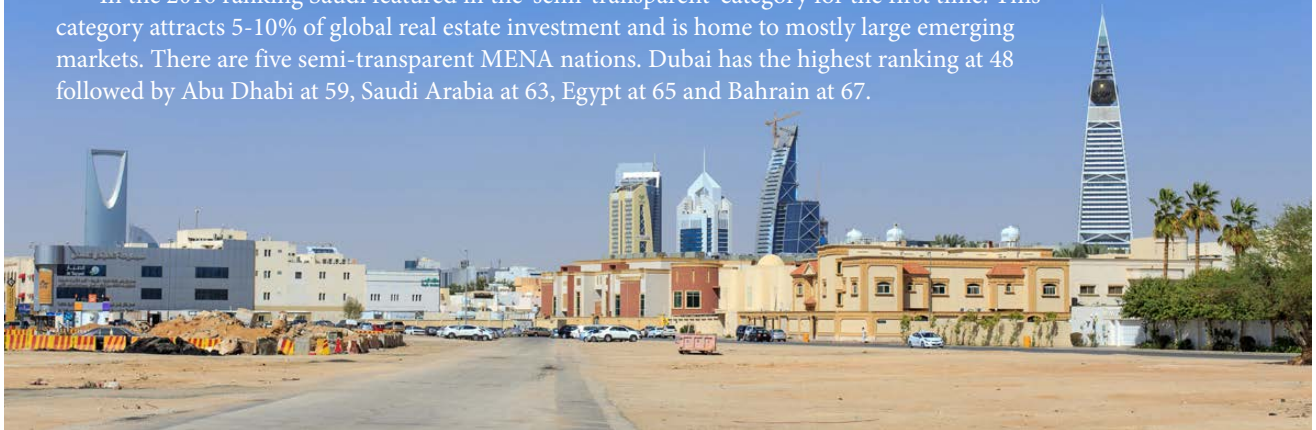 In the 2016 ranking Saudi featured in the 'semi-transparent' category for the first time. This
category attracts 5-10% of global real estate investment and is home to mostly large emerging
markets. There are five semi-transparent MENA nations. Dubai has the highest ranking at 48
followed by Abu Dhabi at 59, Saudi Arabia at 63, Egypt at 65 and Bahrain at 67.